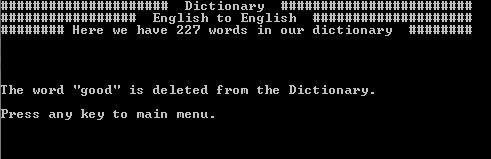 ##################### Dictionary ########################
################# English to English ####################
######## Here we have 227 words in our dictionary ########
The word "good" is deleted from the Dictionary.
Press any key to main menu.